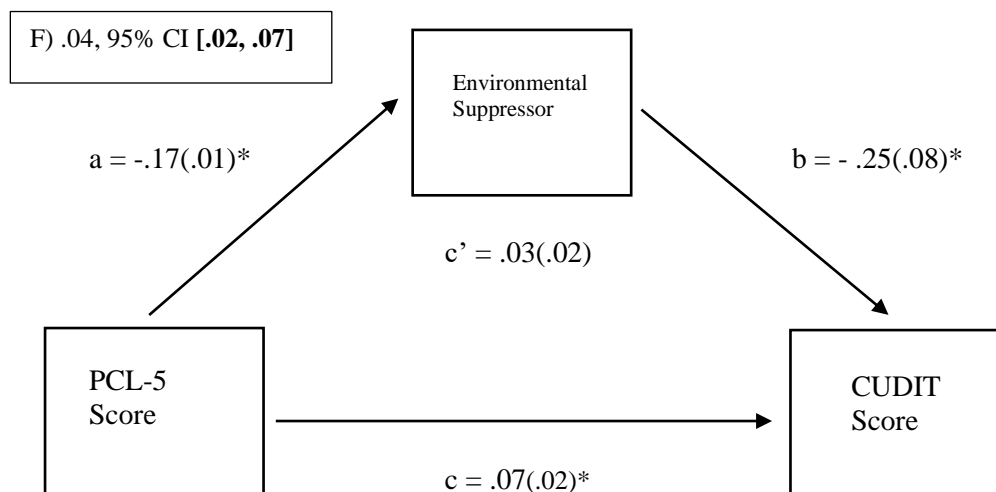 F) .04, 95% CI [.02, .07]
Environmental
Suppressor
a = -.17(.01)*
b = - .25(.08)*
c’ = .03(.02)
PCL-5
Score
CUDIT
Score
c = .07(.02)*